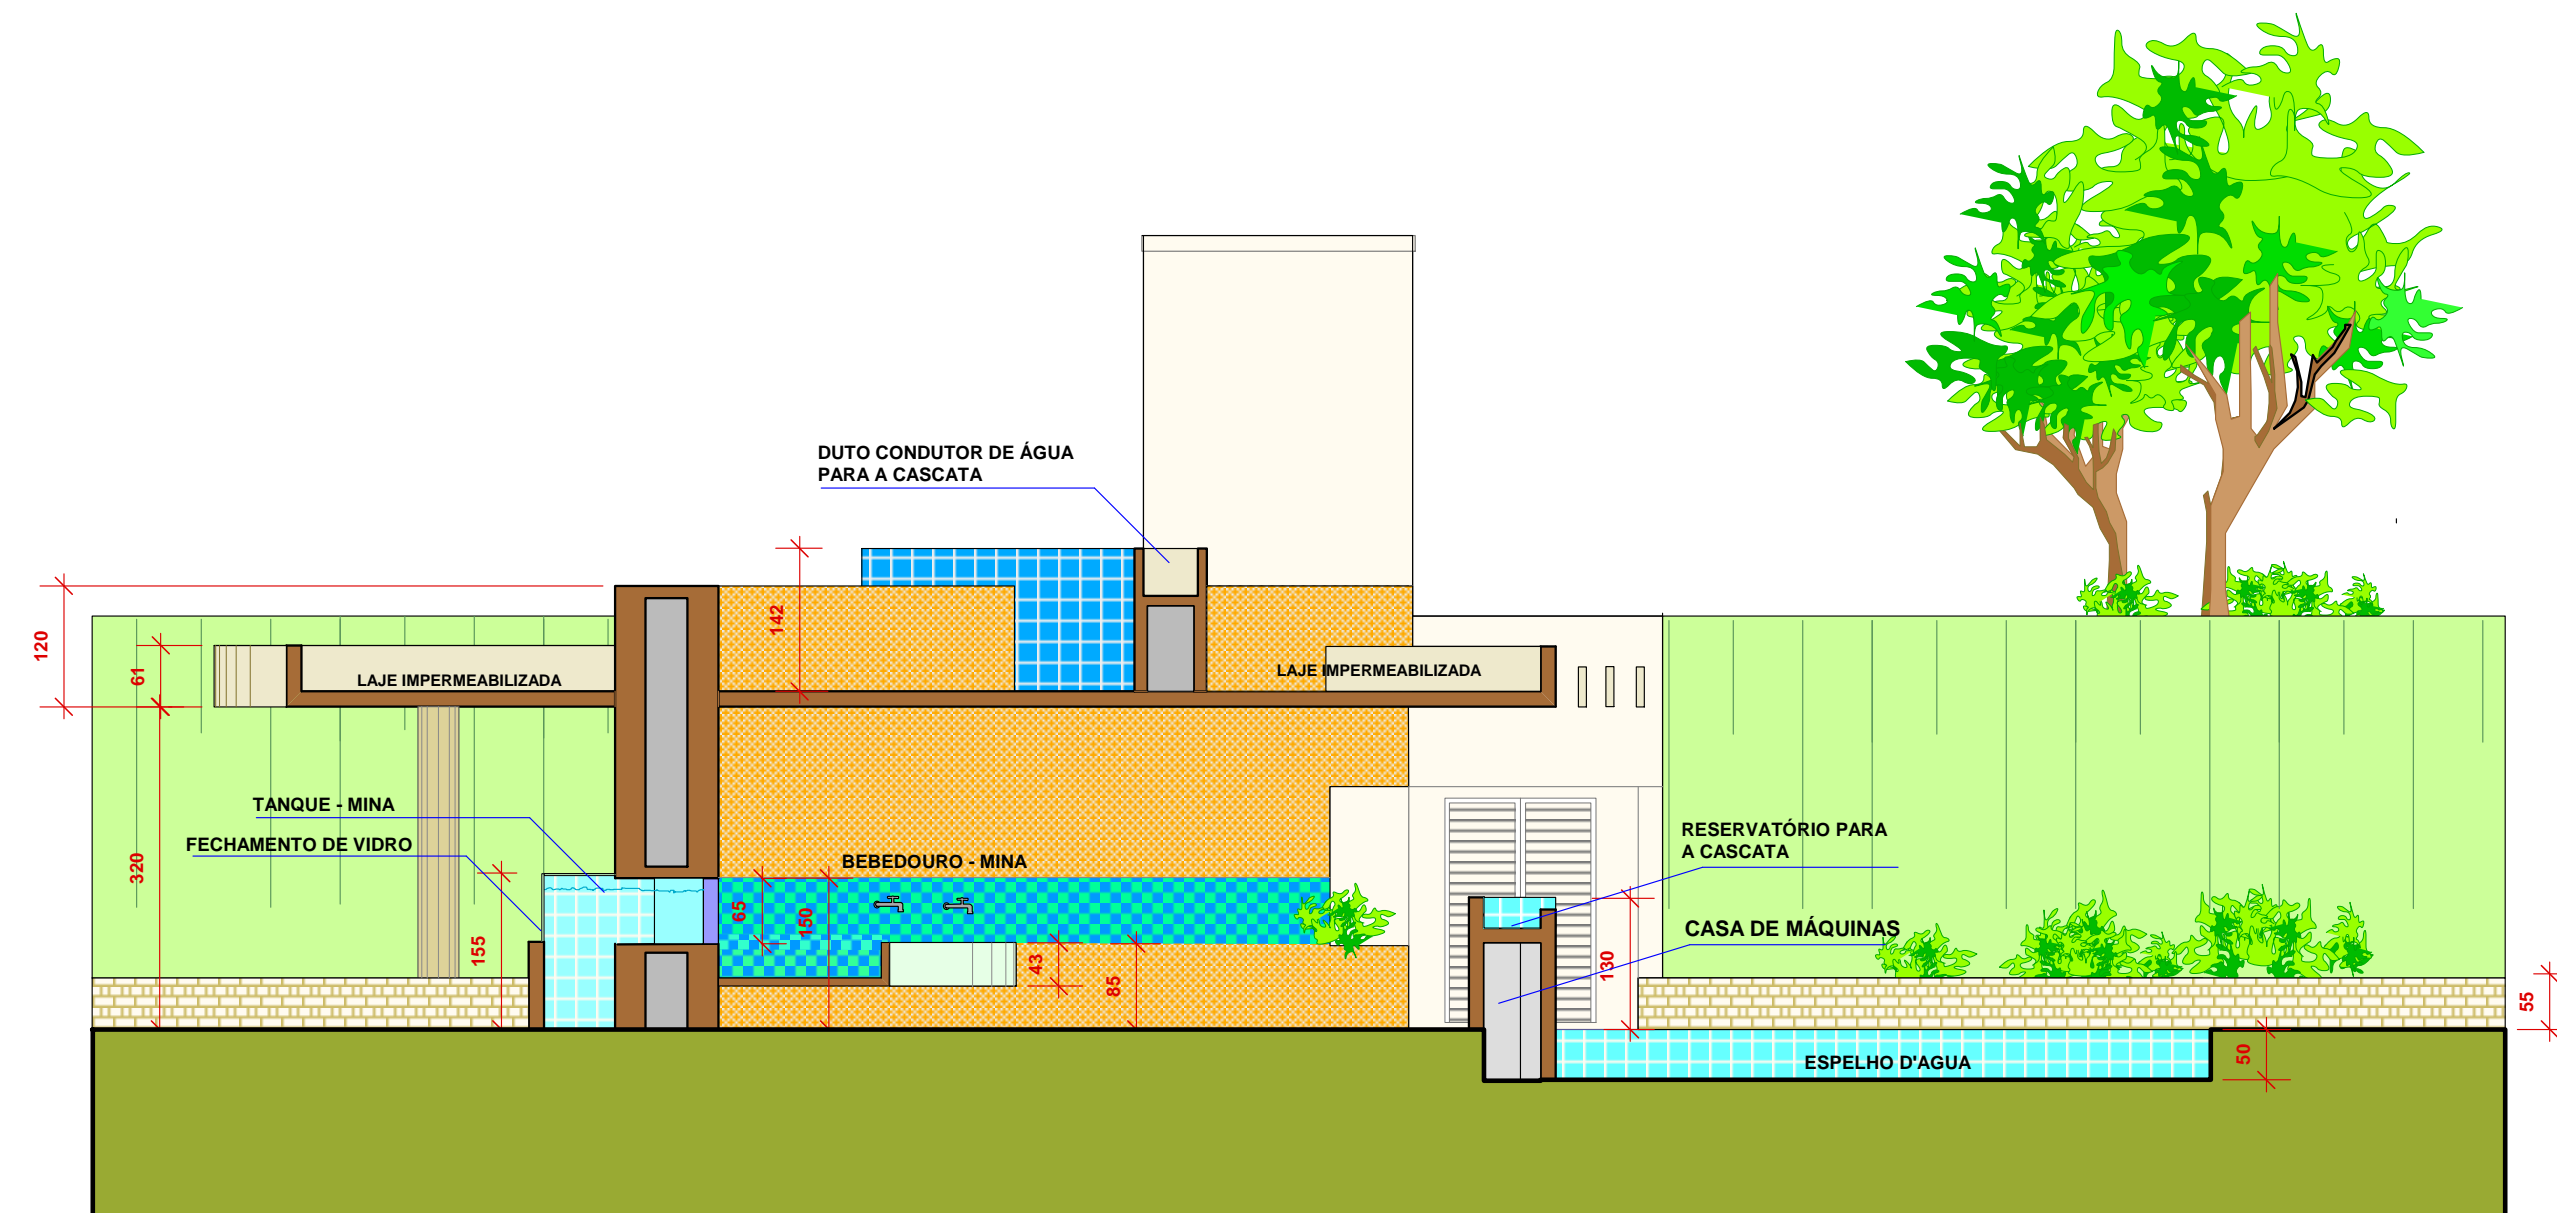 DUTO CONDUTOR DE ÁGUA
PARA A CASCATA
142
120
61
LAJE IMPERMEABILIZADA
LAJE IMPERMEABILIZADA
TANQUE - MINA
FECHAMENTO DE VIDRO
320
BEBEDOURO - MINA
RESERVATÓRIO PARA
A CASCATA
CASA DE MÁQUINAS
65
150
155
43
85
130
55
50
ESPELHO D'AGUA